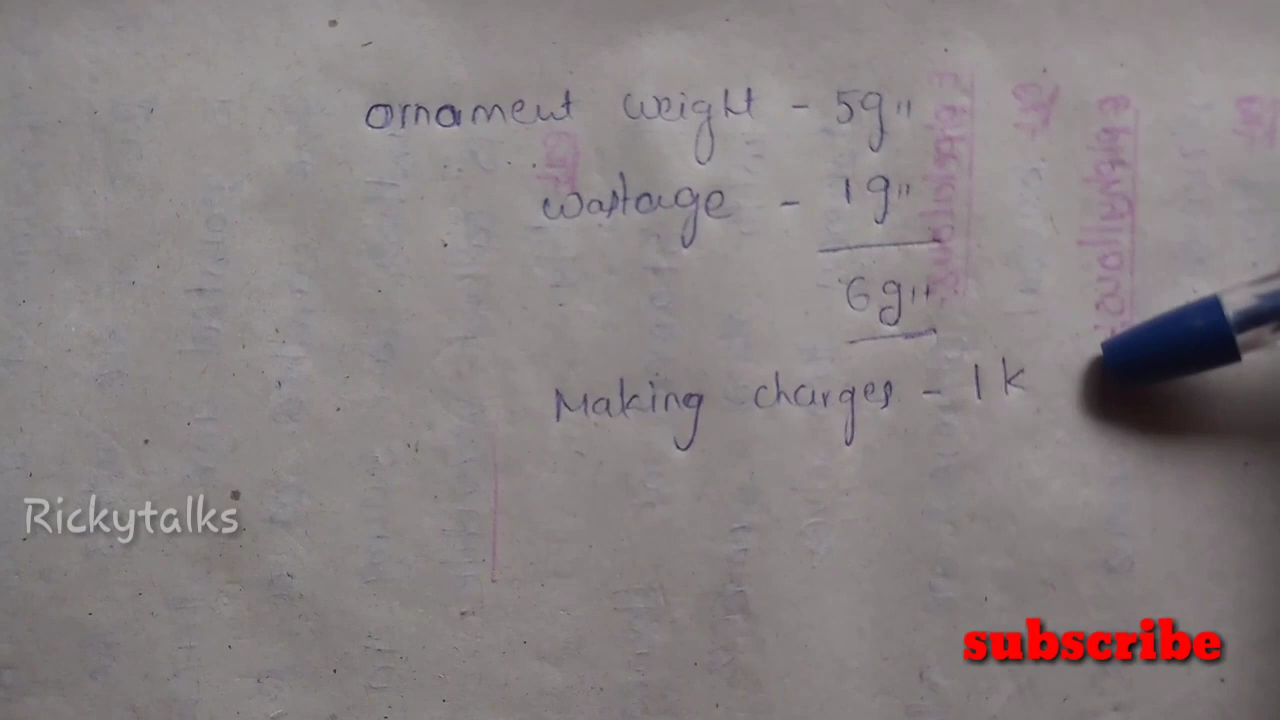 ornament weight - 5g"
wastage - 1g"
6g"
Making charges - 1k
Rickytalks
subscribe